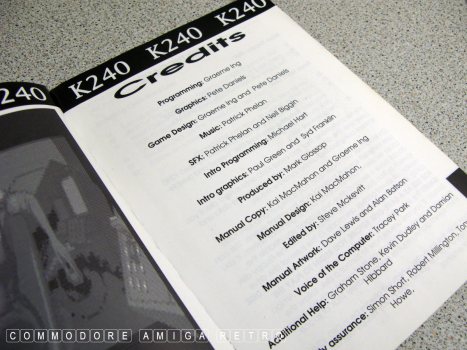 K240 K240 K240
240
Credits
Programming: Graeme Ing
Graphics: Pete Daniels
Game Design: Graeme Ing and Pete Daniels
Music: Patrick Phelan
SFX: Patrick Phelan and Neil Biggin
Intro Programming: Michael Hart
Intro graphics: Paul Green and Syd Franklin
Produced by: Mark Glossop
Manual Copy: Kai MacMahon and Graeme Ing
Manual Design: Kai MacMahon,
Edited by: Steve Mckevitt
Manual Artwork: Dave Lewis and Alan Batson
Voice of the Computer: Tracey Park
Additional Help: Graham Stone, Kevin Dudley and Damian
Hibbard
assurance: Simon Short, Robert Millington,
Howe,
COMMODORE AMIGA RETRO